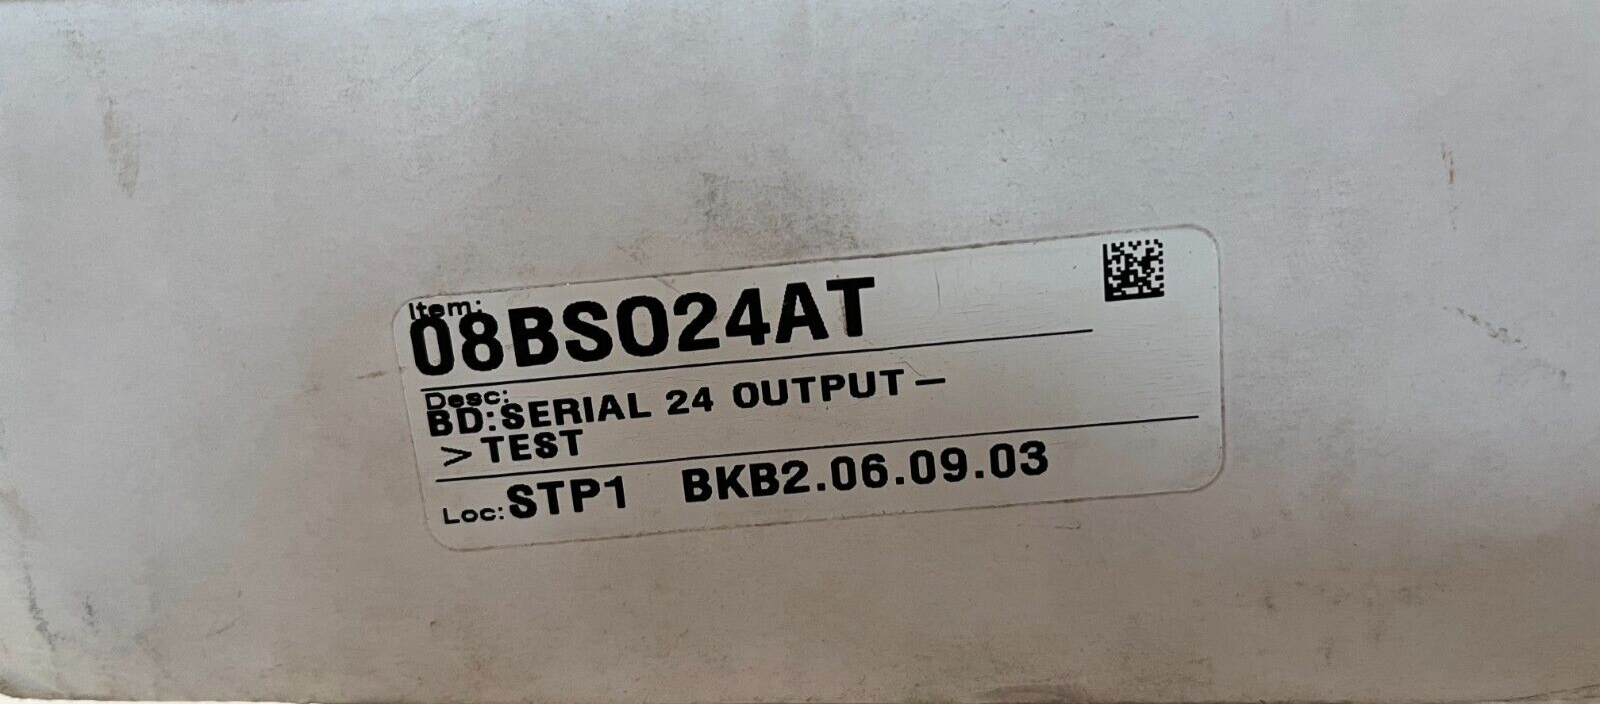 Item:
08BSO24AT
Desc:
BD:SERIAL 24 OUTPUT-
>TEST
Loc: STP1 BKB2.06.09.03